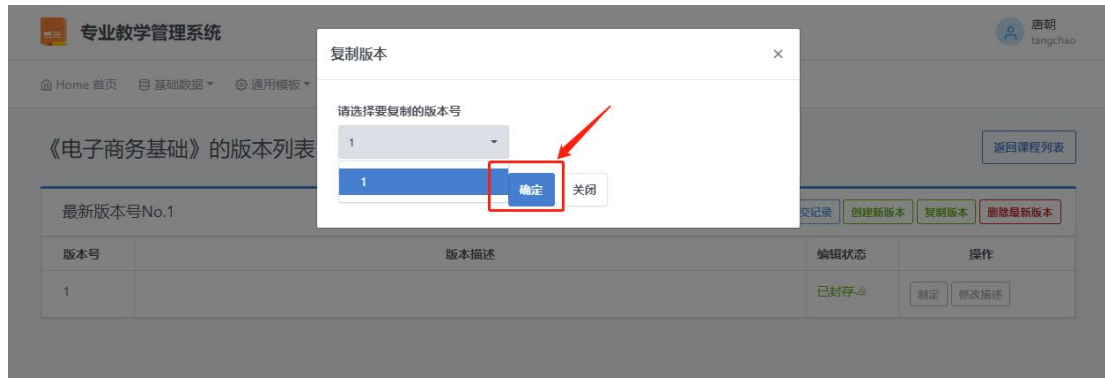 专业教学管理系统
唐朝
tangchao
Home 首页 基础数据 通用模板
复制版本 ×
请选择要复制的版本号
1
1
确定 关闭
《电子商务基础》的版本列表 返回课程列表
最新版本号No.1 交记录 创建新版本 复制版本 删除最新版本
版本号 版本描述 编辑状态 操作
1 已封存 制定 修改描述